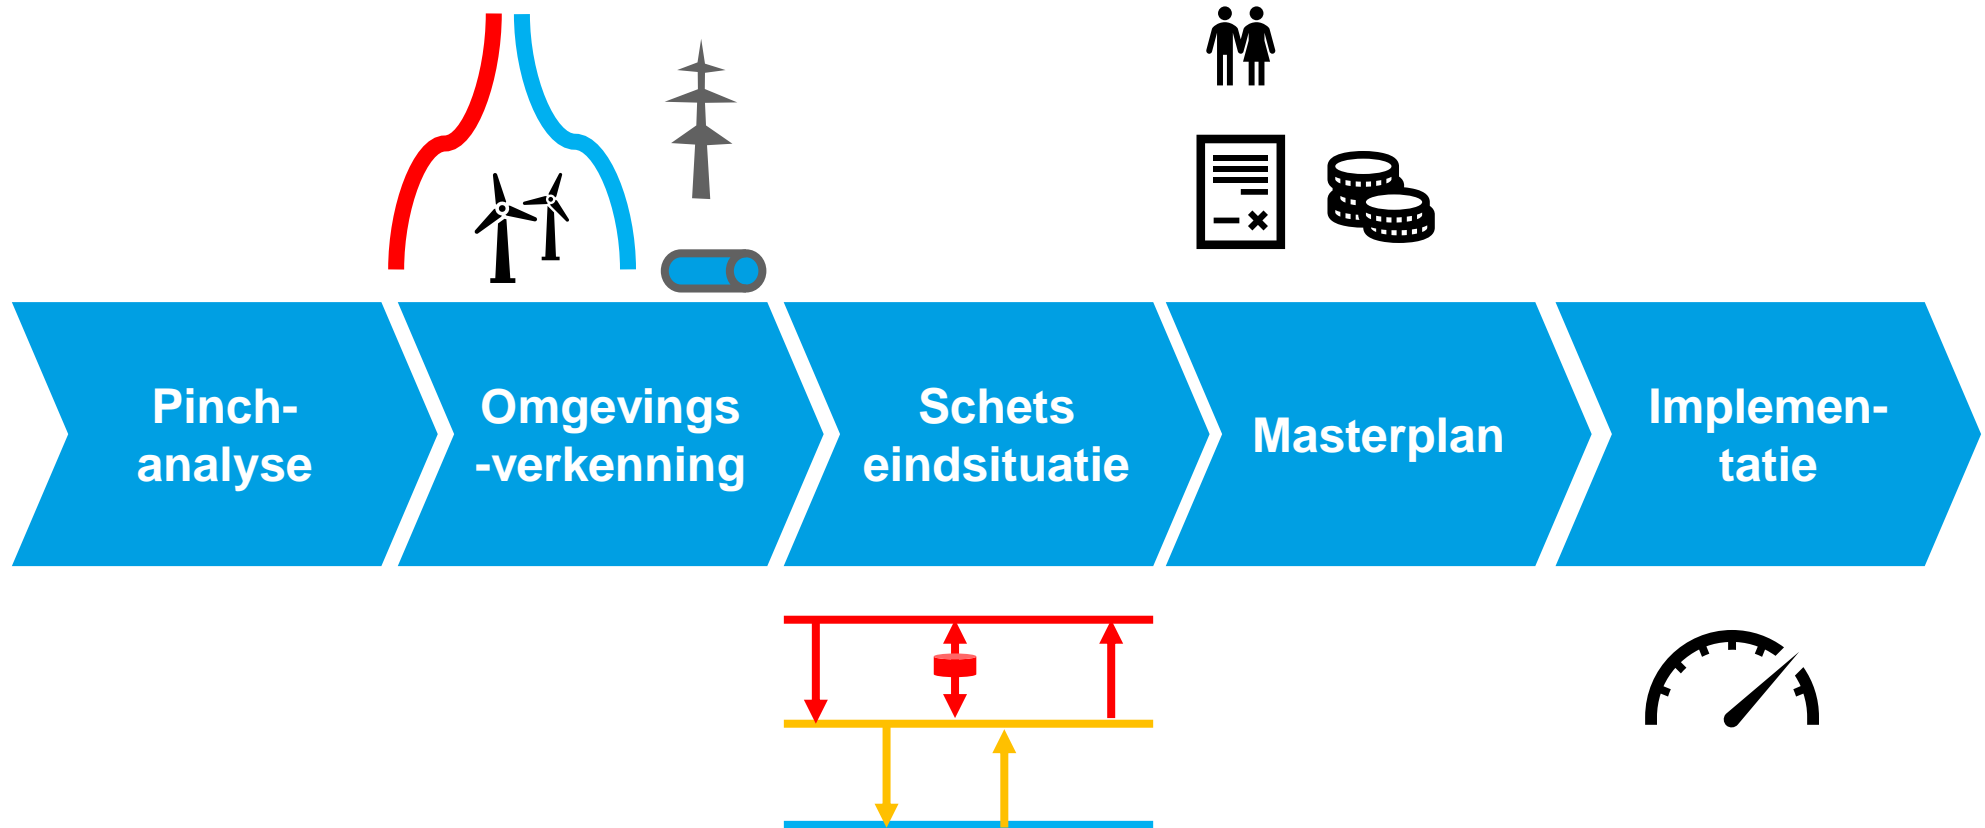 Pinch-
analyse
Omgevings
-verkenning
Schets
eindsituatie
Masterplan
Implemen-
tatie